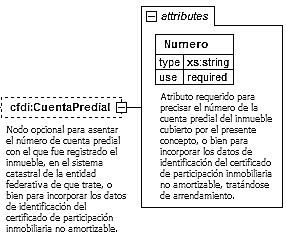 attributes
Numero
type xs:string
use required
Atributo requerido para
precisar el número de la
cuenta predial del inmueble
cubierto por el presente
concepto, o bien para
incorporar los datos de
identificación del certificado
de participación inmobiliaria
no amortizable, tratándose
de arrendamiento.
cfdi:CuentaPredial
Nodo opcional para asentar
el número de cuenta predial
con el que fue registrado el
inmueble, en el sistema
catastral de la entidad
federativa de que trate, o
bien para incorporar los datos
de identificación del
certificado de participación
inmobiliaria no amortizable.